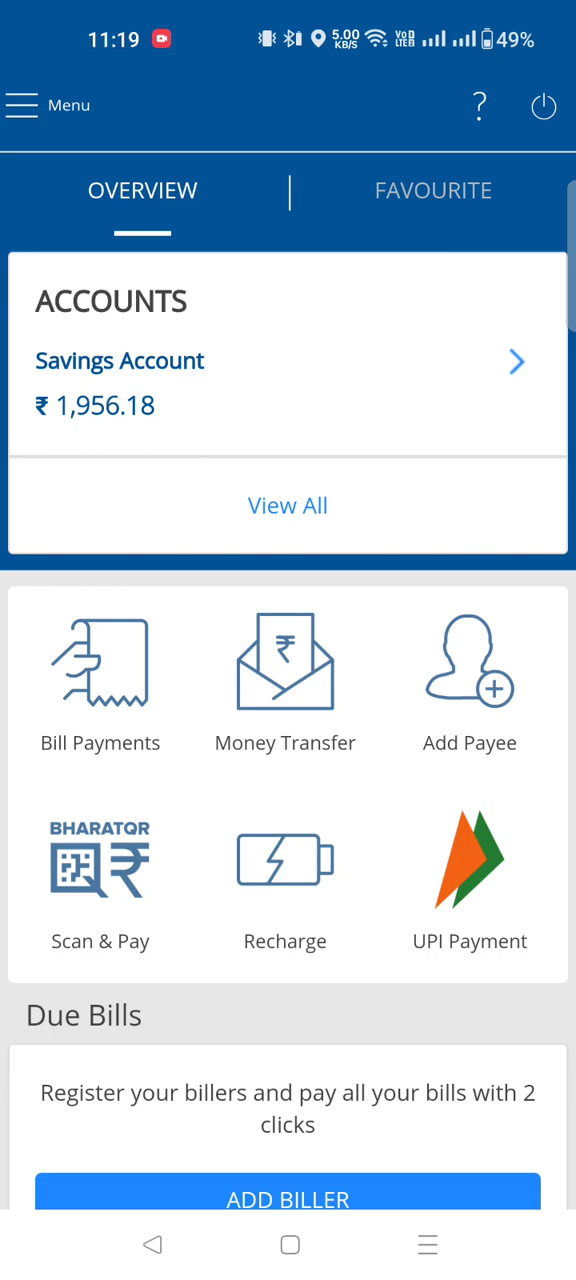 11:19 5.00 KB/S VoD LTE 49%
Menu ?
OVERVIEW FAVOURITE
ACCOUNTS
Savings Account
₹ 1,956.18
View All
₹
Bill Payments Money Transfer Add Payee
BHARATQR
₹
Scan & Pay Recharge UPI Payment
Due Bills
Register your billers and pay all your bills with 2
clicks
ADD BILLER